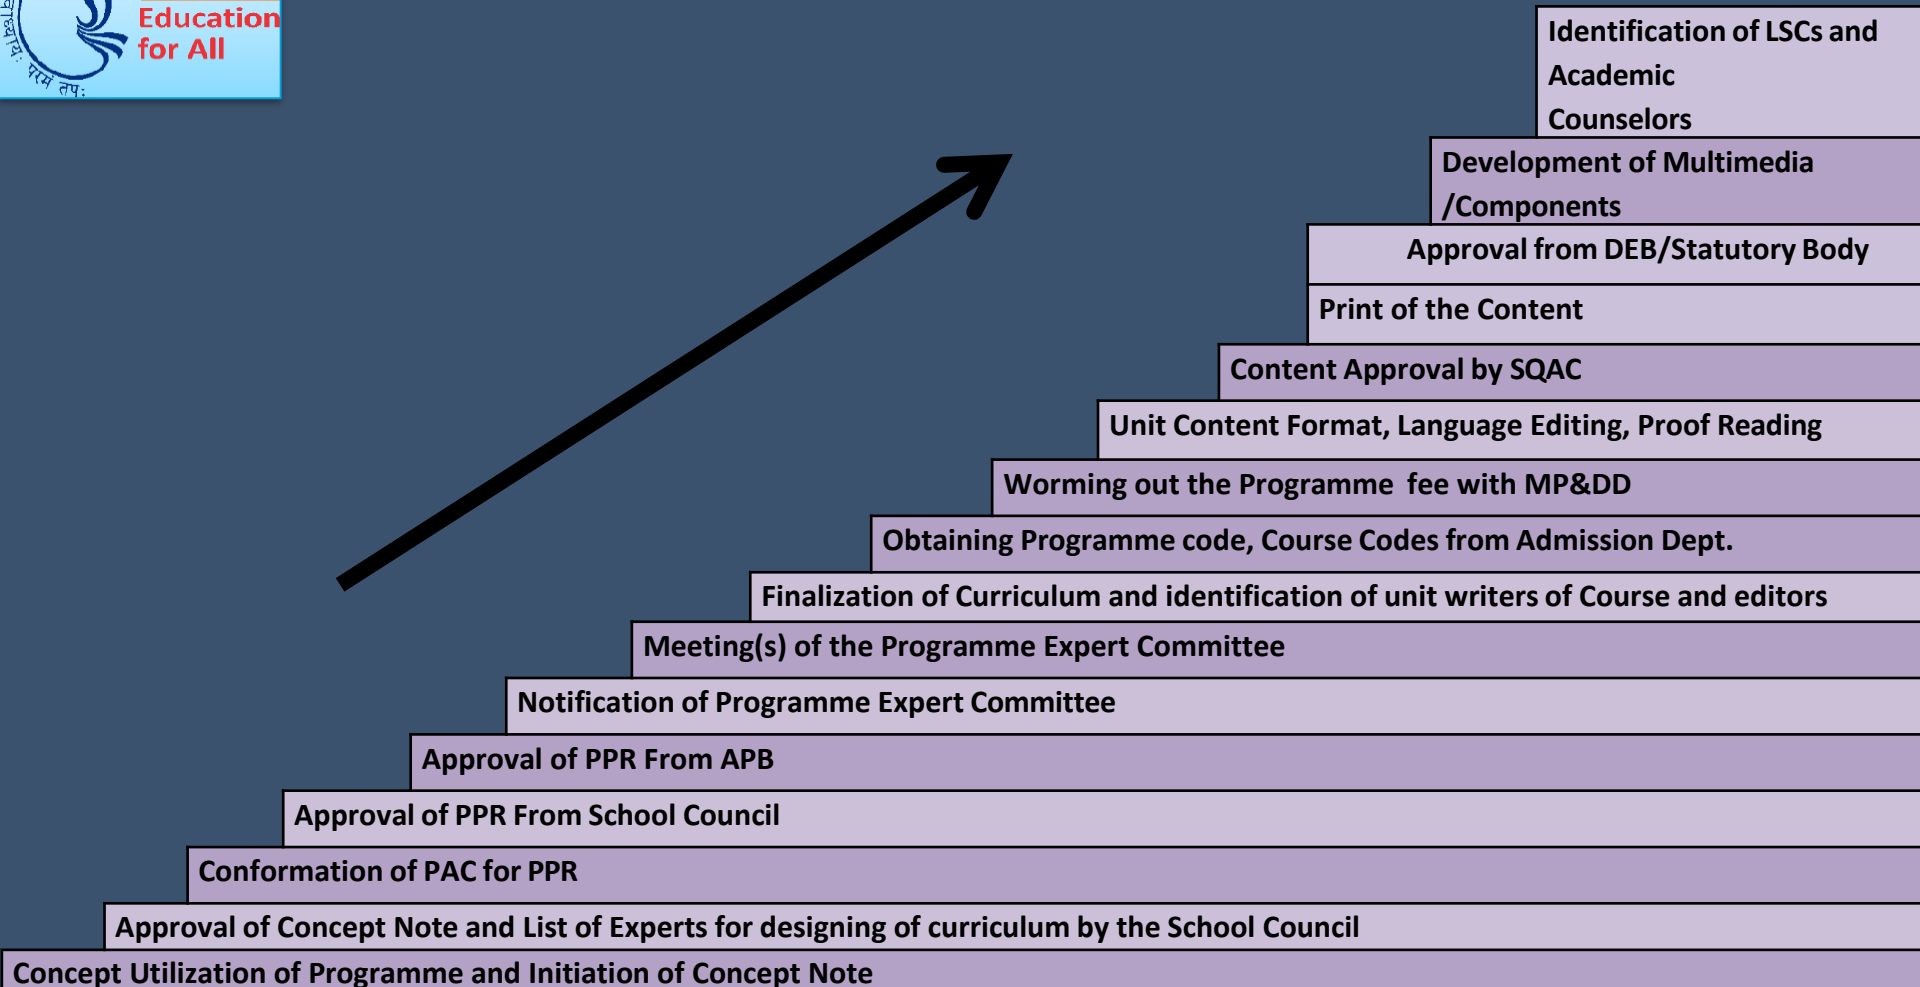 Education
for All
परमं तपः
Identification of LSCs and
Academic
Counselors
Development of Multimedia
/Components
Approval from DEB/Statutory Body
Print of the Content
Content Approval by SQAC
Unit Content Format, Language Editing, Proof Reading
Worming out the Programme fee with MP&DD
Obtaining Programme code, Course Codes from Admission Dept.
Finalization of Curriculum and identification of unit writers of Course and editors
Meeting(s) of the Programme Expert Committee
Notification of Programme Expert Committee
Approval of PPR From APB
Approval of PPR From School Council
Conformation of PAC for PPR
Approval of Concept Note and List of Experts for designing of curriculum by the School Council
Concept Utilization of Programme and Initiation of Concept Note